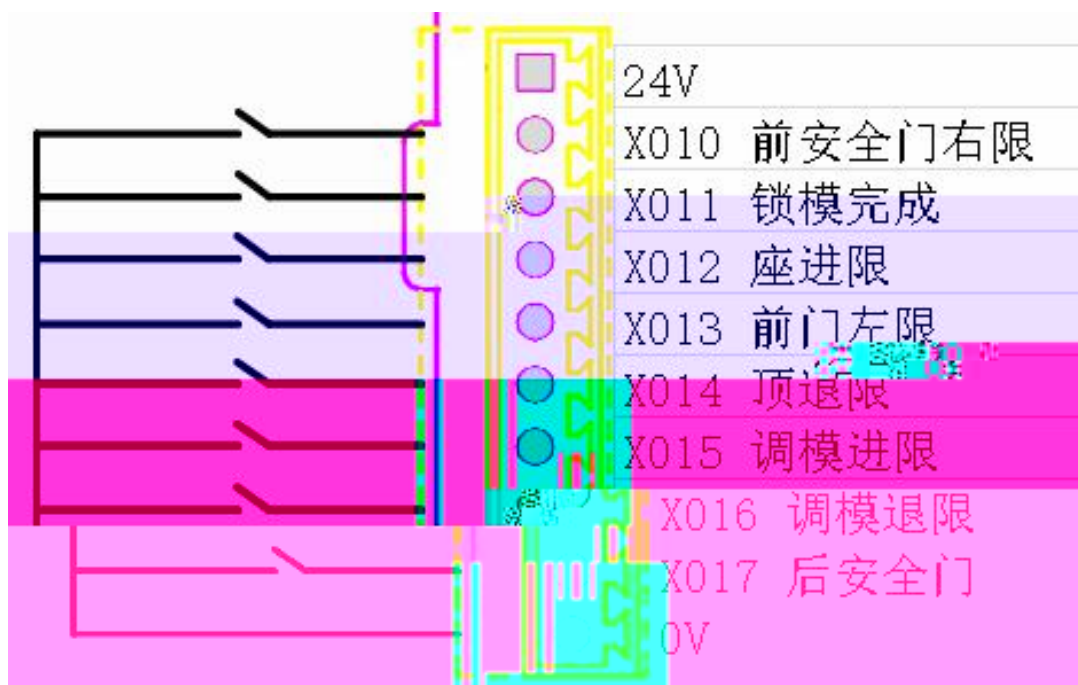 24V
X010 前安全门右限
X011 锁模完成
X012 座进限
X013 前门左限
X014 顶退限
X015 调模进限
X016 调模退限
X017 后安全门
0V